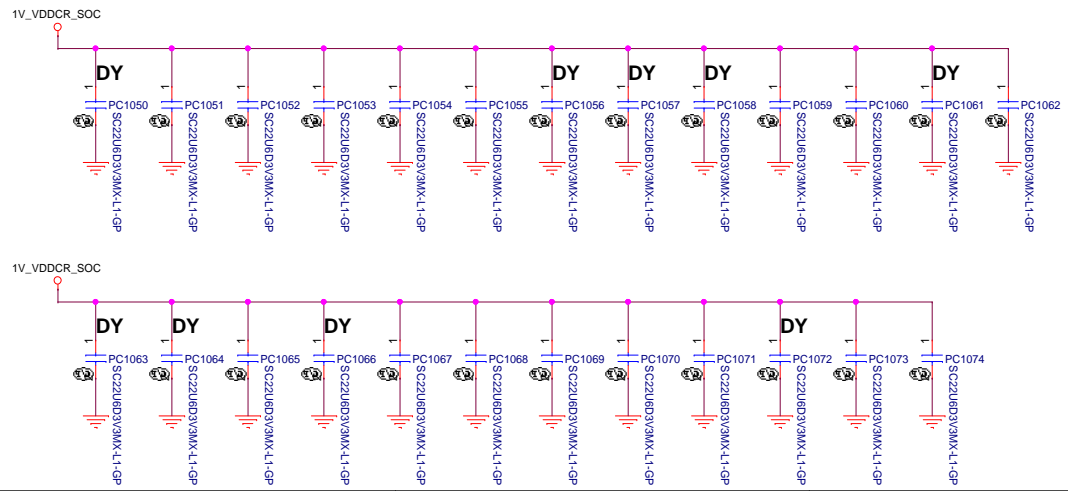 1V_VDDCR_SOC
DY DY DY DY DY
1 1 1 1 1 1 1 1 1 1 1 1 1
PC1050 PC1051 PC1052 PC1053 PC1054 PC1055 PC1056 PC1057 PC1058 PC1059 PC1060 PC1061 PC1062
SC22U6D3V3MX-L1-GP SC22U6D3V3MX-L1-GP SC22U6D3V3MX-L1-GP SC22U6D3V3MX-L1-GP SC22U6D3V3MX-L1-GP SC22U6D3V3MX-L1-GP SC22U6D3V3MX-L1-GP SC22U6D3V3MX-L1-GP SC22U6D3V3MX-L1-GP SC22U6D3V3MX-L1-GP SC22U6D3V3MX-L1-GP SC22U6D3V3MX-L1-GP SC22U6D3V3MX-L1-GP
1V_VDDCR_SOC
DY DY DY DY
1 1 1 1 1 1 1 1 1 1 1 1
PC1063 PC1064 PC1065 PC1066 PC1067 PC1068 PC1069 PC1070 PC1071 PC1072 PC1073 PC1074
SC22U6D3V3MX-L1-GP SC22U6D3V3MX-L1-GP SC22U6D3V3MX-L1-GP SC22U6D3V3MX-L1-GP SC22U6D3V3MX-L1-GP SC22U6D3V3MX-L1-GP SC22U6D3V3MX-L1-GP SC22U6D3V3MX-L1-GP SC22U6D3V3MX-L1-GP SC22U6D3V3MX-L1-GP SC22U6D3V3MX-L1-GP SC22U6D3V3MX-L1-GP